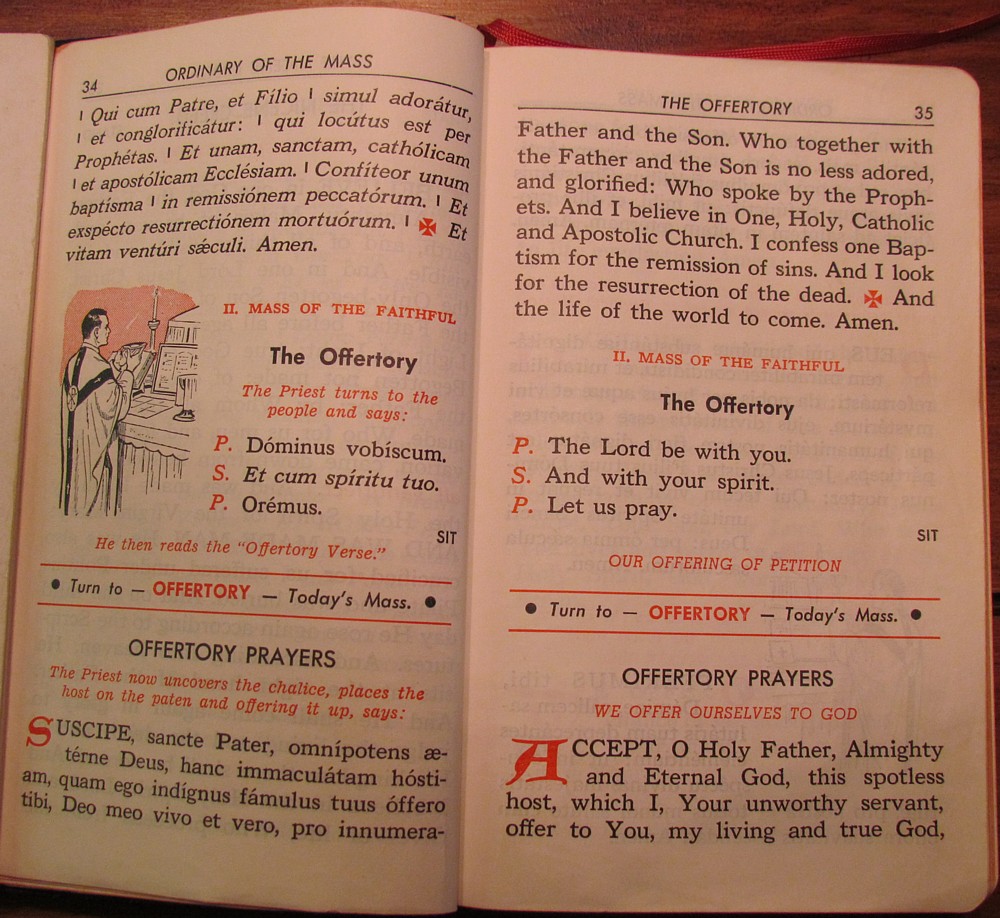 34 ORDINARY OF THE MASS
ǀ Qui cum Patre, et Fílio ǀ simul adorátur,
ǀ et conglorificátur: ǀ qui locútus est per
Prophétas. ǀ Et unam, sanctam, cathólicam
ǀ et apostólicam Ecclésiam. ǀ Confíteor unum
baptísma ǀ in remissiónem peccatórum. ǀ Et
exspécto resurrectiónem mortuórum. ǀ ✠ Et
vitam ventúri sǽculi. Amen.
II. MASS OF THE FAITHFUL
The Offertory
The Priest turns to the
people and says:
P. Dóminus vobíscum.
S. Et cum spíritu tuo.
P. Orémus.
SIT
He then reads the “Offertory Verse.”
● Turn to — OFFERTORY — Today's Mass. ●
OFFERTORY PRAYERS
The Priest now uncovers the chalice, places the
host on the paten and offering it up, says:
SUSCIPE, sancte Pater, omnípotens æ-
térne Deus, hanc immaculátam hósti-
am, quam ego indígnus fámulus tuus óffero
tibi, Deo meo vivo et vero, pro innumera-
THE OFFERTORY 35
Father and the Son. Who together with
the Father and the Son is no less adored,
and glorified: Who spoke by the Proph-
ets. And I believe in One, Holy, Catholic
and Apostolic Church. I confess one Bap-
tism for the remission of sins. And I look
for the resurrection of the dead. ✠ And
the life of the world to come. Amen.
II. MASS OF THE FAITHFUL
The Offertory
P. The Lord be with you.
S. And with your spirit.
P. Let us pray.
SIT
OUR OFFERING OF PETITION
● Turn to — OFFERTORY — Today's Mass. ●
OFFERTORY PRAYERS
WE OFFER OURSELVES TO GOD
ACCEPT, O Holy Father, Almighty
and Eternal God, this spotless
host, which I, Your unworthy servant,
offer to You, my living and true God,